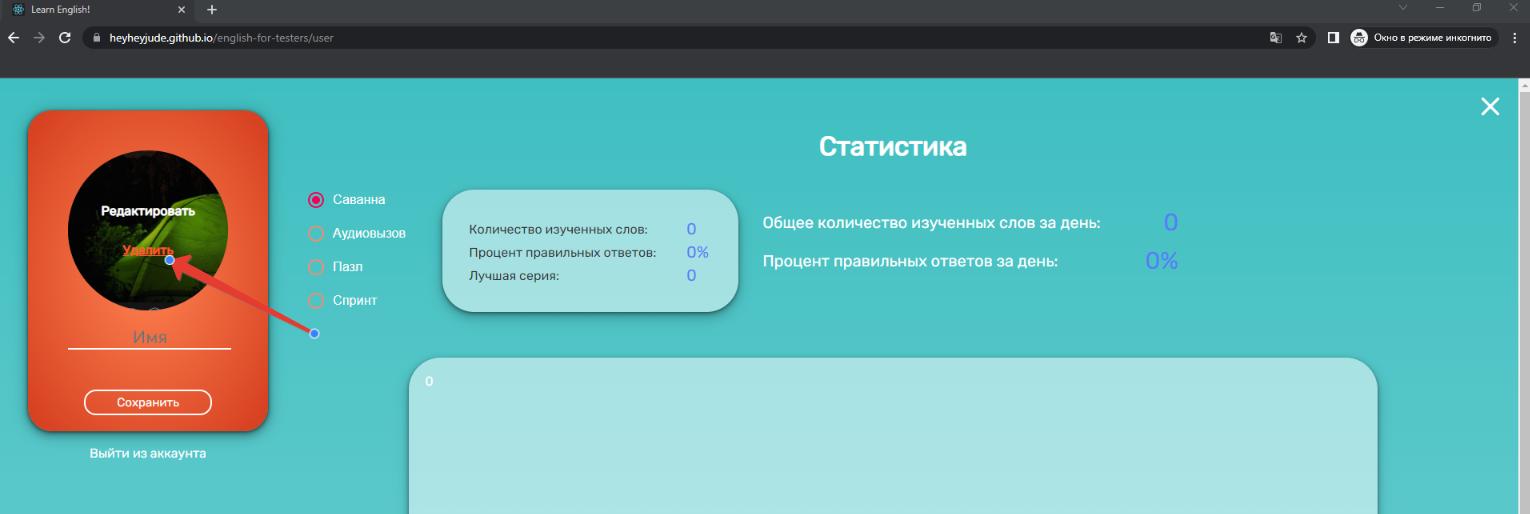 Learn English!
heyheyjude.github.io/english-for-testers/user
Окно в режиме инкогнито
Статистика
Редактировать
Удалить
Имя
Сохранить
Выйти из аккаунта
Саванна
Аудиовызов
Пазл
Спринт
Количество изученных слов: 0
Процент правильных ответов: 0%
Лучшая серия: 0
Общее количество изученных слов за день: 0
Процент правильных ответов за день: 0%
0